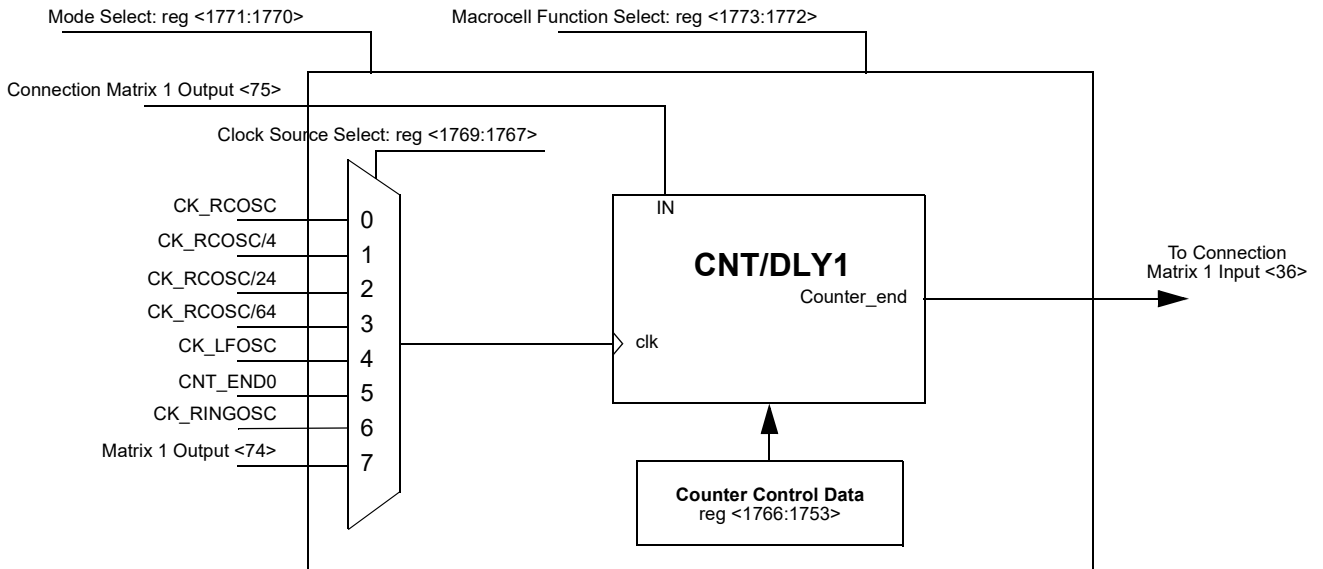 Mode Select: reg <1771:1770>
Macrocell Function Select: reg <1773:1772>
Connection Matrix 1 Output <75>
Clock Source Select: reg <1769:1767>
CK_RCOSC
0
CK_RCOSC/4
1
CK_RCOSC/24
2
CK_RCOSC/64
3
CK_LFOSC
4
CNT_END0
5
CK_RINGOSC
6
Matrix 1 Output <74>
7
IN
CNT/DLY1
Counter_end
clk
To Connection
Matrix 1 Input <36>
Counter Control Data
reg <1766:1753>